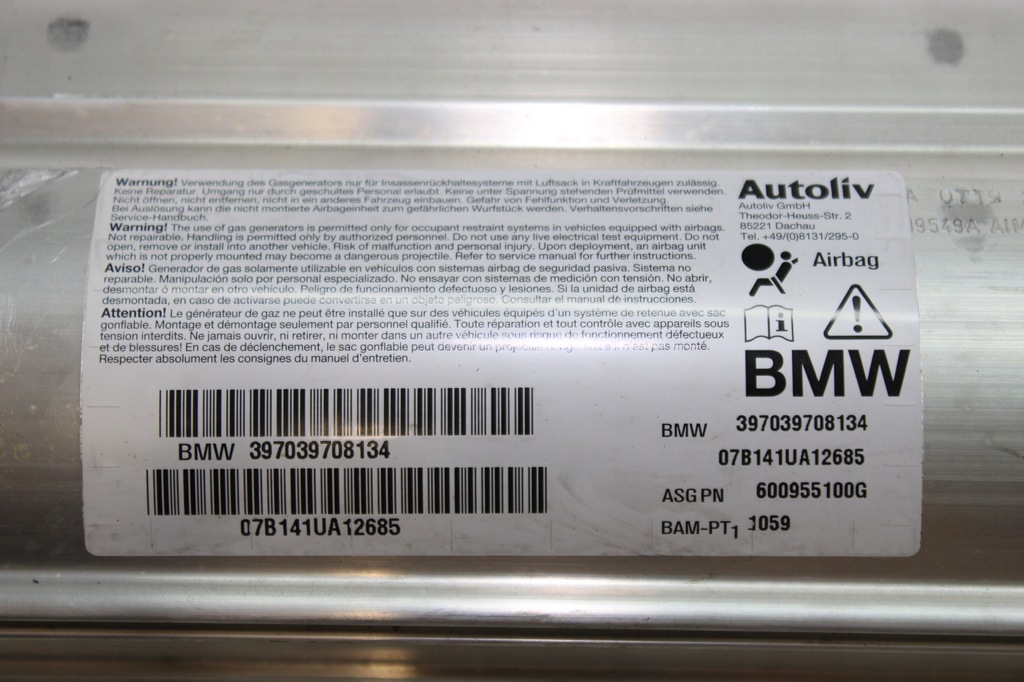 Warnung! Verwendung des Gasgenerators nur für Insassenrückhaltesysteme mit Luftsack in Kraftfahrzeugen zulässig.
Keine Reparatur. Umgang nur durch geschultes Personal erlaubt. Keine unter Spannung stehenden Prüfmittel verwenden.
Nicht öffnen, nicht entfernen, nicht in ein anderes Fahrzeug einbauen. Gefahr von Fehlfunktion und Verletzung.
Bei Auslösung kann die nicht montierte Airbageinheit zum gefährlichen Wurfstück werden. Verhaltensvorschriften siehe
Service-Handbuch.
Warning! The use of gas generators is permitted only for occupant restraint systems in vehicles equipped with airbags.
Not repairable. Handling is permitted only by authorized personnel. Do not use any live electrical test equipment. Do not
open, remove or install into another vehicle. Risk of malfunction and personal injury. Upon deployment, an airbag unit
which is not properly mounted may become a dangerous projectile. Refer to service manual for further instructions.
Aviso! Generador de gas solamente utilizable en vehículos con sistemas airbag de seguridad pasiva. Sistema no
reparable. Manipulación solo por personal especializado. No ensayar con sistemas de medición con tensión. No abrir,
desmontar ó montar en otro vehículo. Peligro de funcionamiento defectuoso y lesiones. Si la unidad de airbag está
desmontada, en caso de activarse puede convertirse en un objeto peligroso. Consultar el manual de instrucciones.
Attention! Le générateur de gaz ne peut être installé que sur des véhicules équipés d'un système de retenue avec sac
gonflable. Montage et démontage seulement par personnel qualifié. Toute réparation et tout contrôle avec appareils sous
tension interdits. Ne jamais ouvrir, ni retirer, ni monter dans un autre véhicule sous risque de fonctionnement défectueux
et de blessures! En cas de déclenchement, le sac gonflable peut devenir un projectile dangereux s'il n'est pas monté.
Respecter absolument les consignes du manuel d'entretien.
Autoliv
Autoliv GmbH
Theodor-Heuss-Str. 2
85221 Dachau
Tel. +49/(0)8131/295-0
Airbag
i
BMW
BMW 397039708134
07B141UA12685
BMW 397039708134
07B141UA12685
ASG PN 600955100G
BAM-PT1 1059